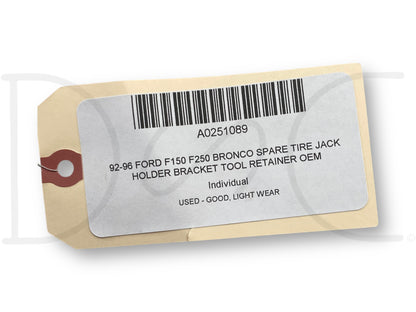 A0251089
92-96 FORD F150 F250 BRONCO SPARE TIRE JACK
HOLDER BRACKET TOOL RETAINER OEM
Individual
USED - GOOD, LIGHT WEAR